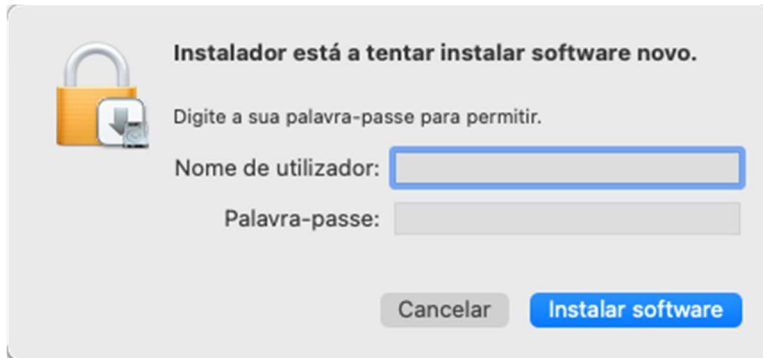 Instalador está a tentar instalar software novo.
Digite a sua palavra-passe para permitir.
Nome de utilizador:
Palavra-passe:
Cancelar Instalar software